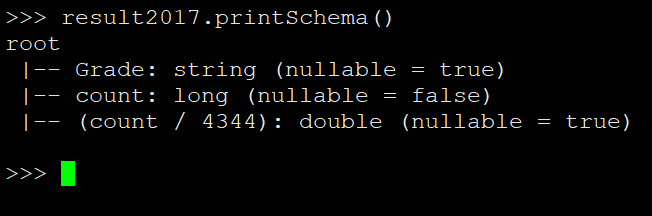 >>> result2017.printSchema()
root
 |-- Grade: string (nullable = true)
 |-- count: long (nullable = false)
 |-- (count / 4344): double (nullable = true)
>>>